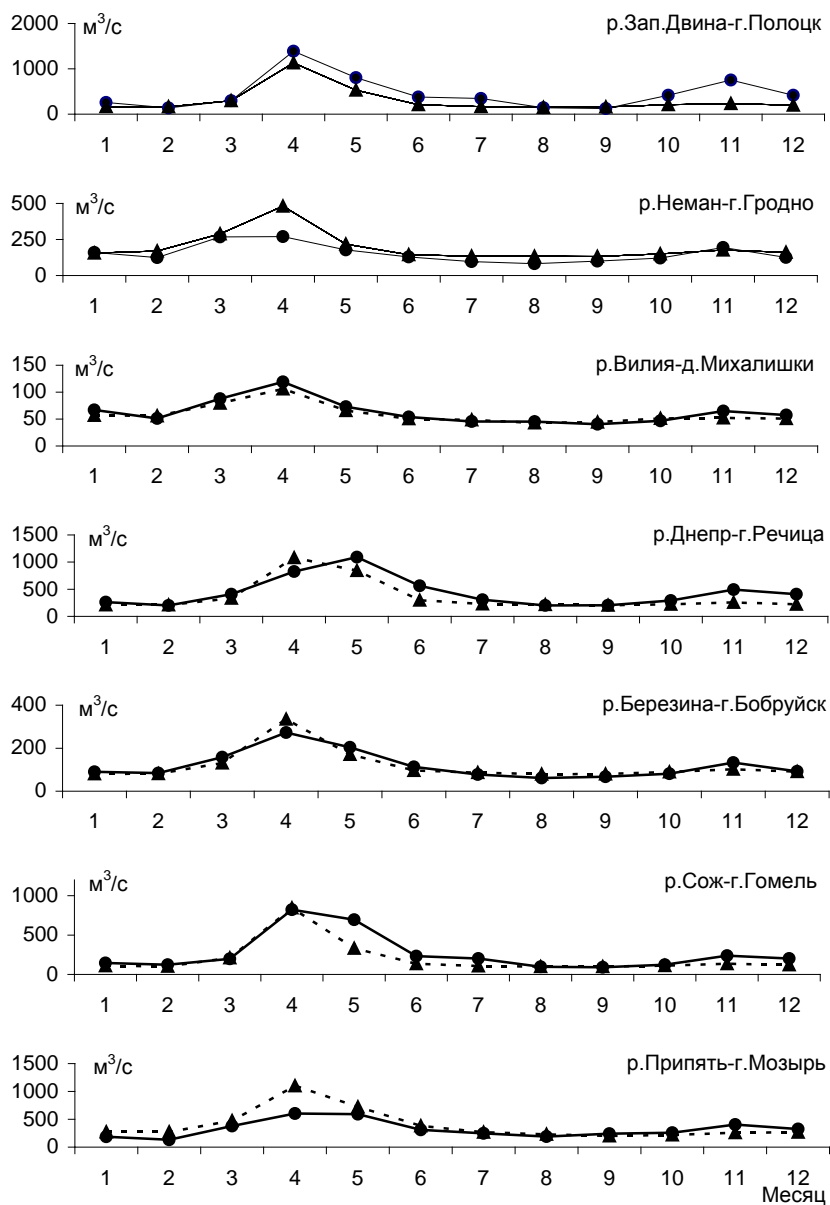 2000 м³/с р.Зап.Двина-г.Полоцк
1000
0
1 2 3 4 5 6 7 8 9 10 11 12
500 м³/с р.Неман-г.Гродно
250
0
1 2 3 4 5 6 7 8 9 10 11 12
150 м³/с р.Вилия-д.Михалишки
100
50
0
1 2 3 4 5 6 7 8 9 10 11 12
1500 м³/с р.Днепр-г.Речица
1000
500
0
1 2 3 4 5 6 7 8 9 10 11 12
400 м³/с р.Березина-г.Бобруйск
200
0
1 2 3 4 5 6 7 8 9 10 11 12
м³/с р.Сож-г.Гомель
1000
500
0
1 2 3 4 5 6 7 8 9 10 11 12
1500 м³/с р.Припять-г.Мозырь
1000
500
0
1 2 3 4 5 6 7 8 9 10 11 12
Месяц